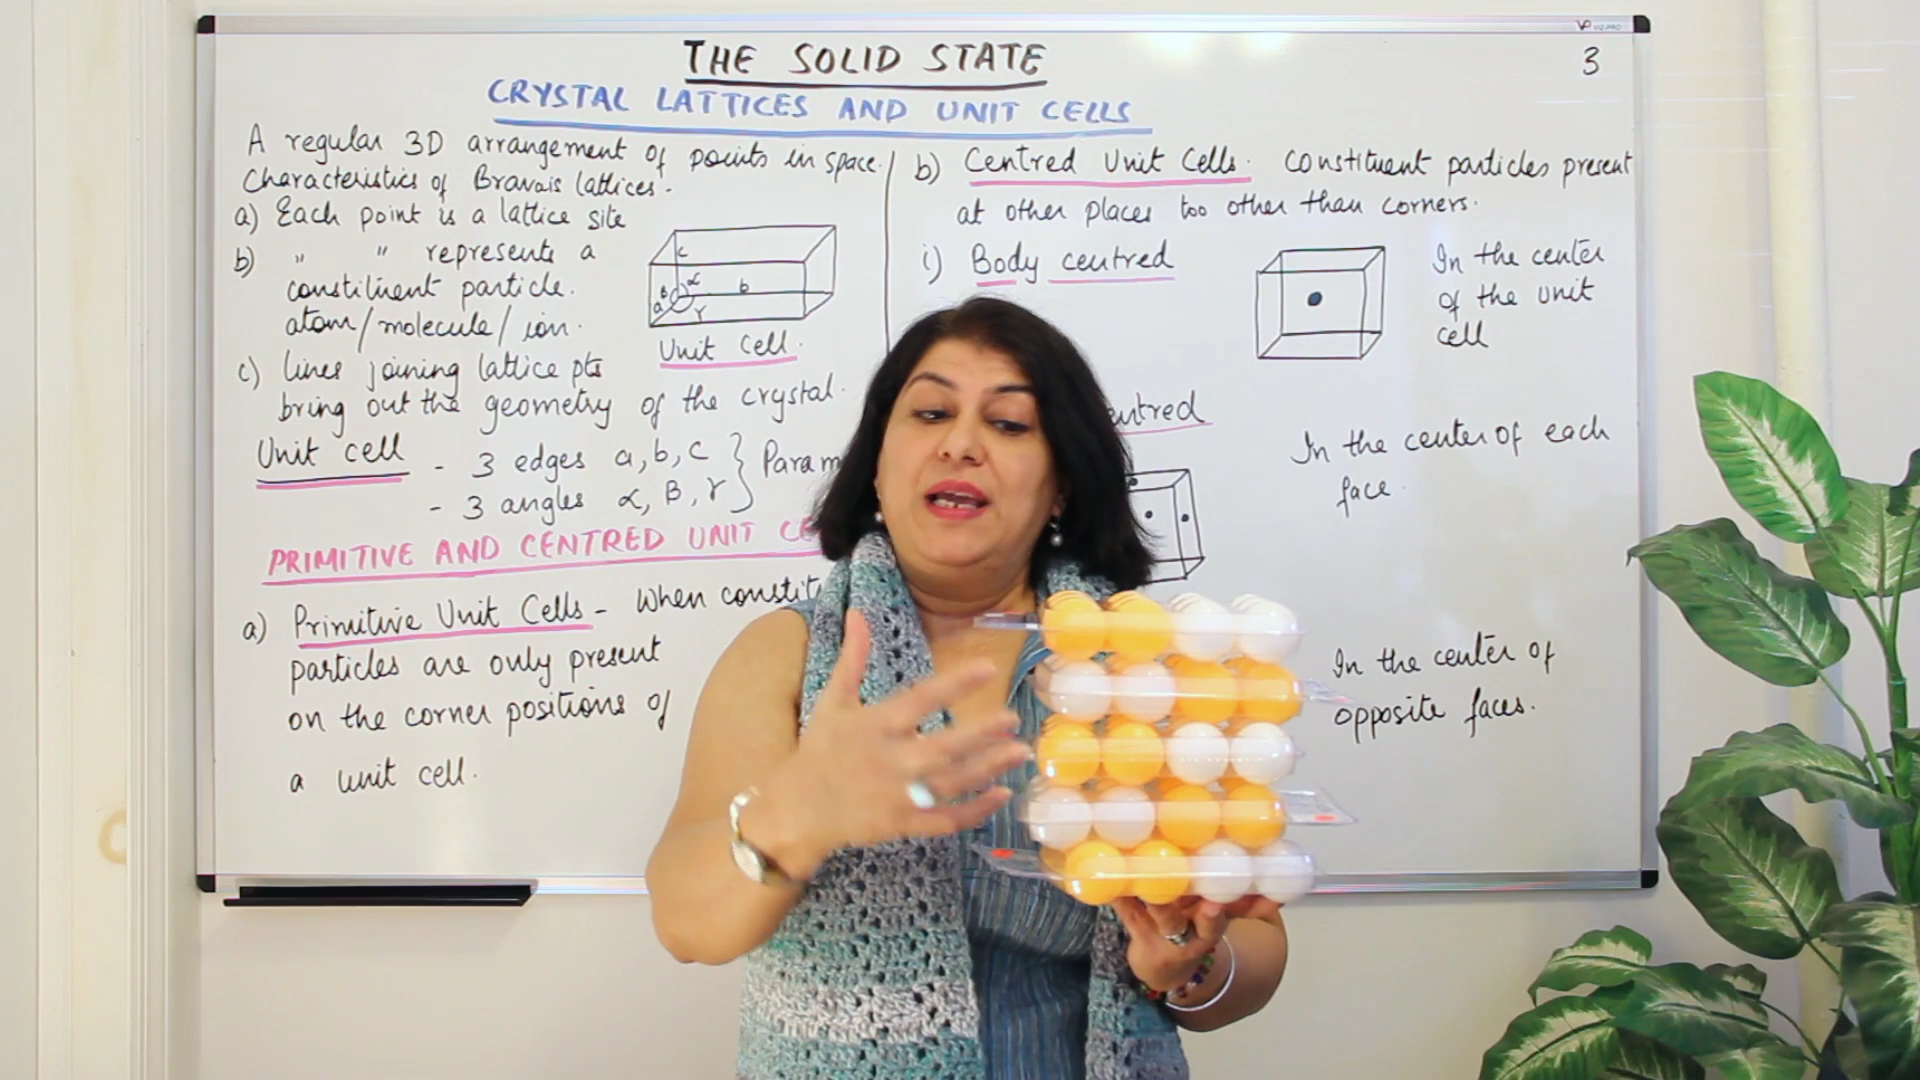 THE SOLID STATE
3
CRYSTAL LATTICES AND UNIT CELLS
A regular 3D arrangement of points in space.
Characteristics of Bravais lattices.
a) Each point is a lattice site
b) " " represents a
constituent particle.
atom/molecule/ion.
c) lines joining lattice pts
bring out the geometry of the crystal.
c
α
B
b
a
γ
Unit cell.
Unit cell - 3 edges a, b, c } Param
- 3 angles α, B, γ
PRIMITIVE AND CENTRED UNIT CE
a) Primitive Unit Cells - When constit
particles are only present
on the corner positions of
a unit cell.
b) Centred Unit Cells. Constituent particles present
at other places too other than corners.
i) Body centred
In the center
of the unit
cell
entred
In the center of each
face.
In the center of
opposite faces.